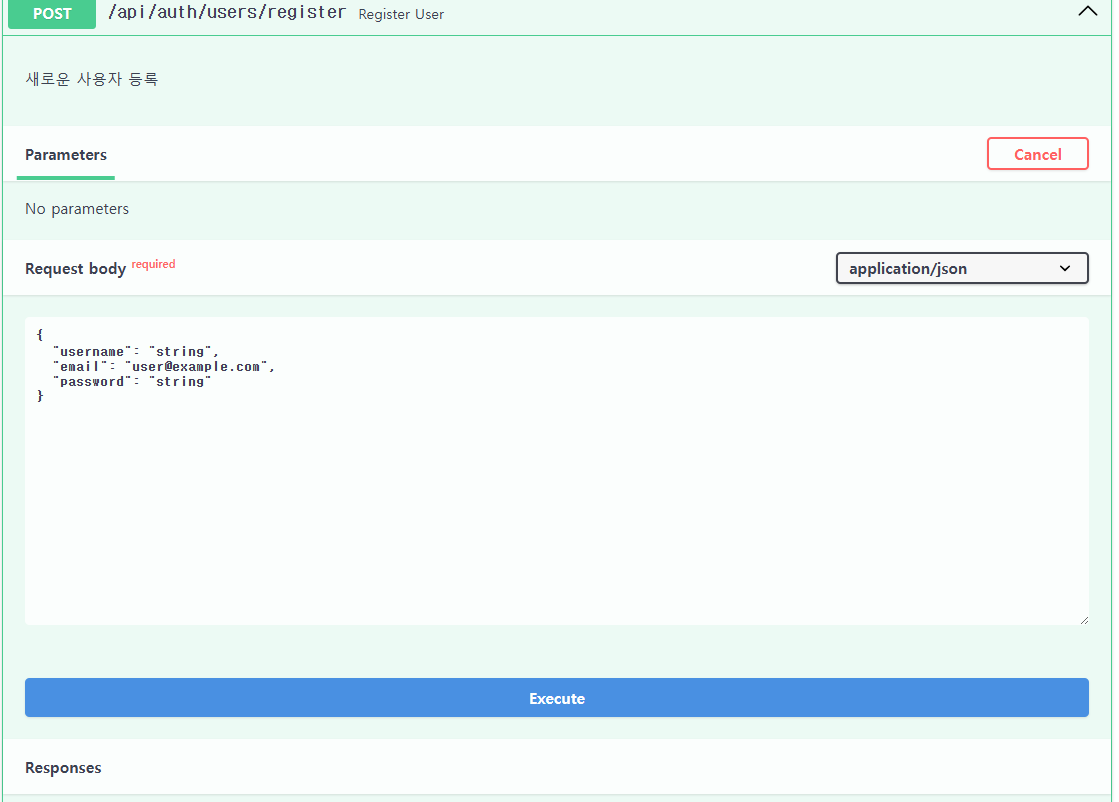 POST /api/auth/users/register Register User
새로운 사용자 등록
Parameters Cancel
No parameters
Request body required application/json
{
"username": "string",
"email": "user@example.com",
"password": "string"
}
Execute
Responses